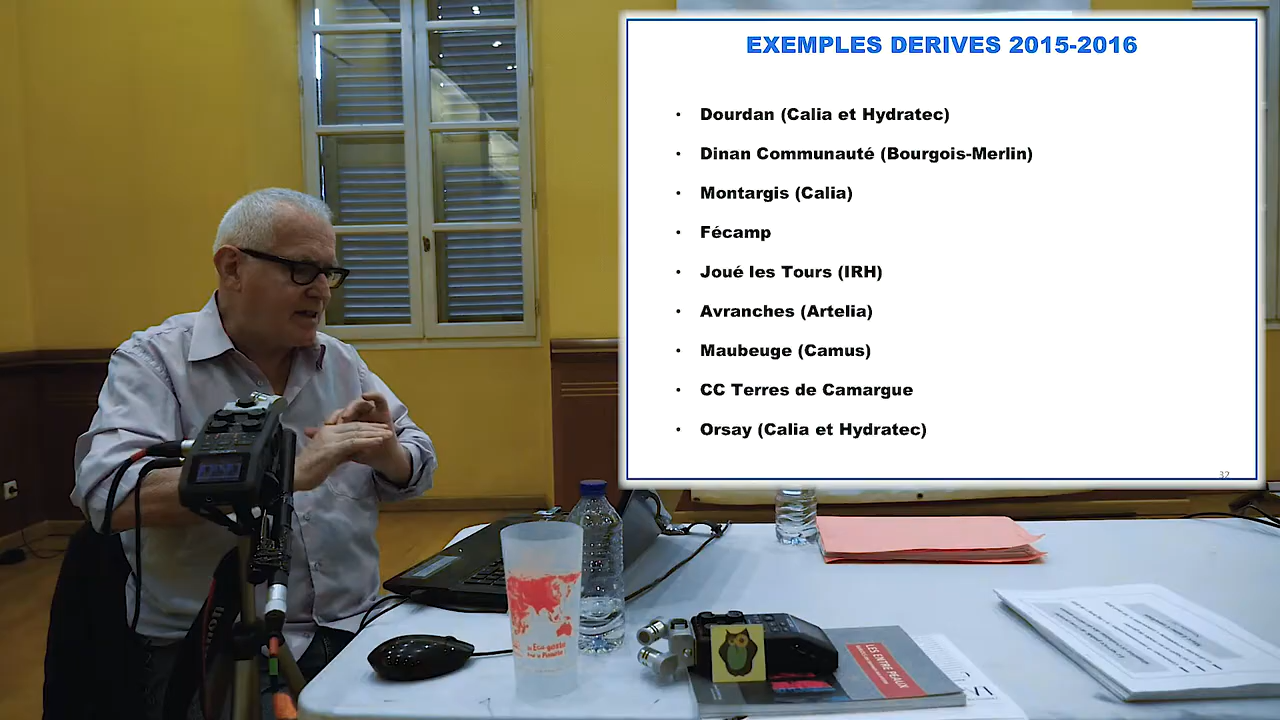 EXEMPLES DERIVES 2015-2016
• Dourdan (Calia et Hydratec)
• Dinan Communauté (Bourgois-Merlin)
• Montargis (Calia)
• Fécamp
• Joué les Tours (IRH)
• Avranches (Artelia)
• Maubeuge (Camus)
• CC Terres de Camargue
• Orsay (Calia et Hydratec)
32
LES ENTRE PEAUX